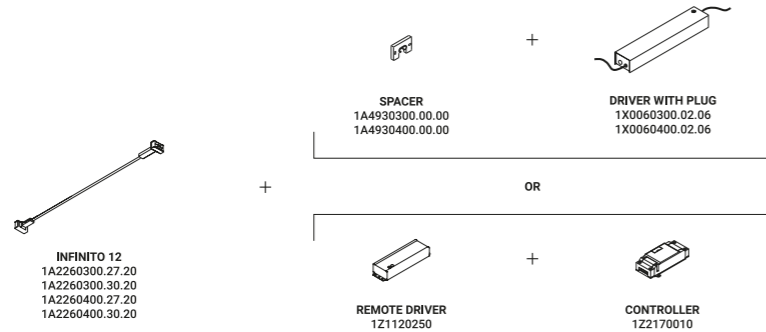 SPACER
1A4930300.00.00
1A4930400.00.00
+
DRIVER WITH PLUG
1X0060300.02.06
1X0060400.02.06
INFINITO 12
1A2260300.27.20
1A2260300.30.20
1A2260400.27.20
1A2260400.30.20
+
OR
REMOTE DRIVER
1Z1120250
+
CONTROLLER
1Z2170010